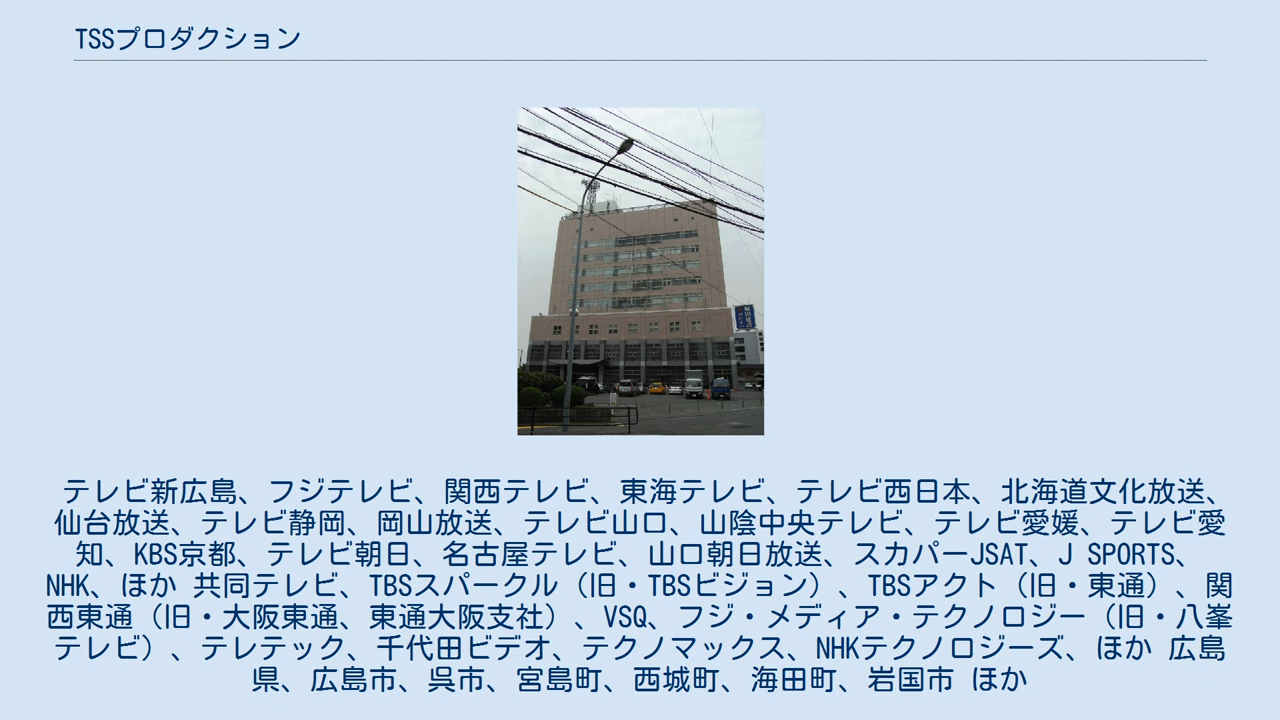 TSSプロダクション
テレビ新広島、フジテレビ、関西テレビ、東海テレビ、テレビ西日本、北海道文化放送、
仙台放送、テレビ静岡、岡山放送、テレビ山口、山陰中央テレビ、テレビ愛媛、テレビ愛
知、KBS京都、テレビ朝日、名古屋テレビ、山口朝日放送、スカパーJSAT、J SPORTS、
NHK、ほか 共同テレビ、TBSスパークル（旧・TBSビジョン）、TBSアクト（旧・東通）、関
西東通（旧・大阪東通、東通大阪支社）、VSQ、フジ・メディア・テクノロジー（旧・八峯
テレビ）、テレテック、千代田ビデオ、テクノマックス、NHKテクノロジーズ、ほか 広島
県、広島市、呉市、宮島町、西城町、海田町、岩国市 ほか